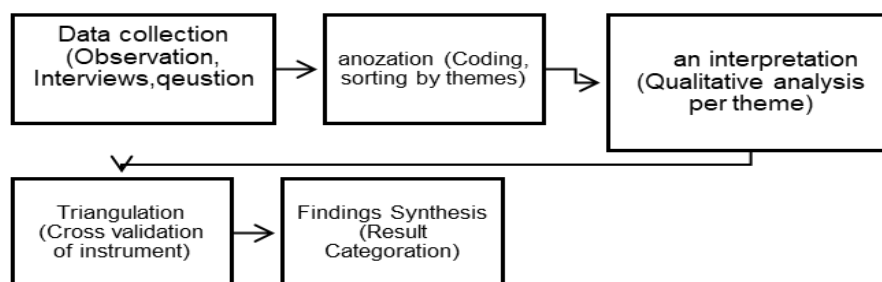 Data collection
(Observation,
Interviews,qeustion
anozation (Coding,
sorting by themes)
an interpretation
(Qualitative analysis
per theme)
Triangulation
(Cross validation
of instrument)
Findings Synthesis
(Result
Categoration)